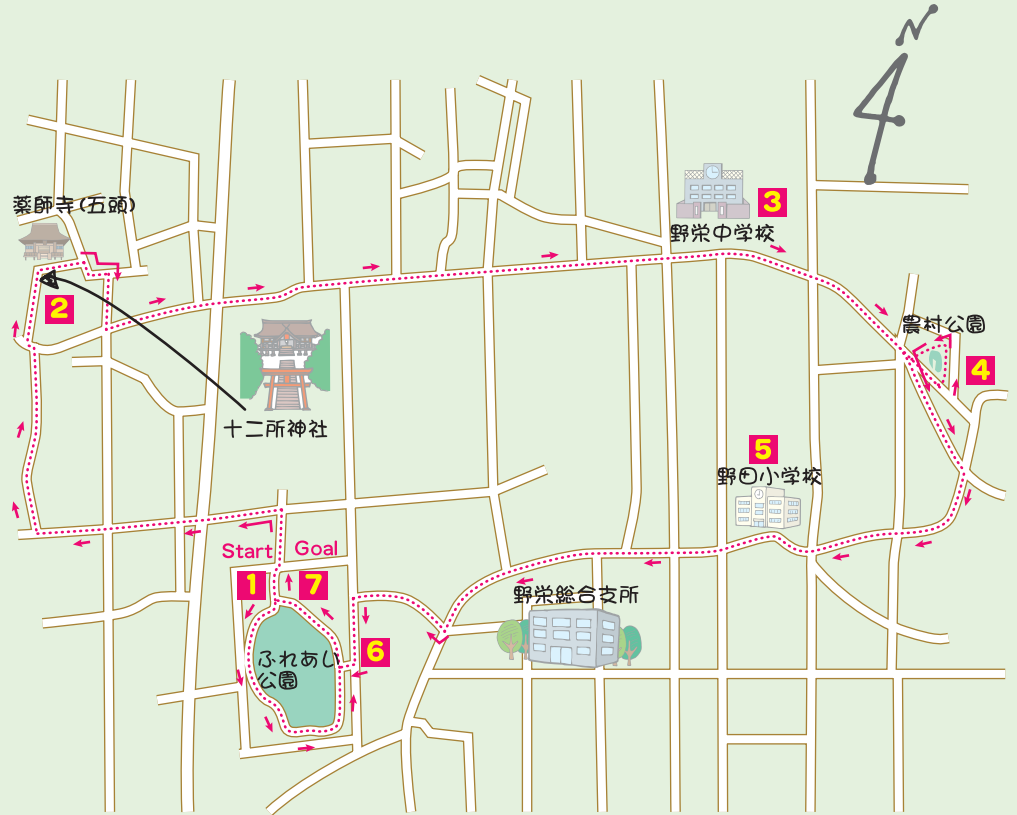 N
薬師寺(五頭)
3
野栄中学校
2
農村公園
4
十二所神社
5
野田小学校
Start
Goal
1
7
野栄総合支所
6
ふれあい
公園